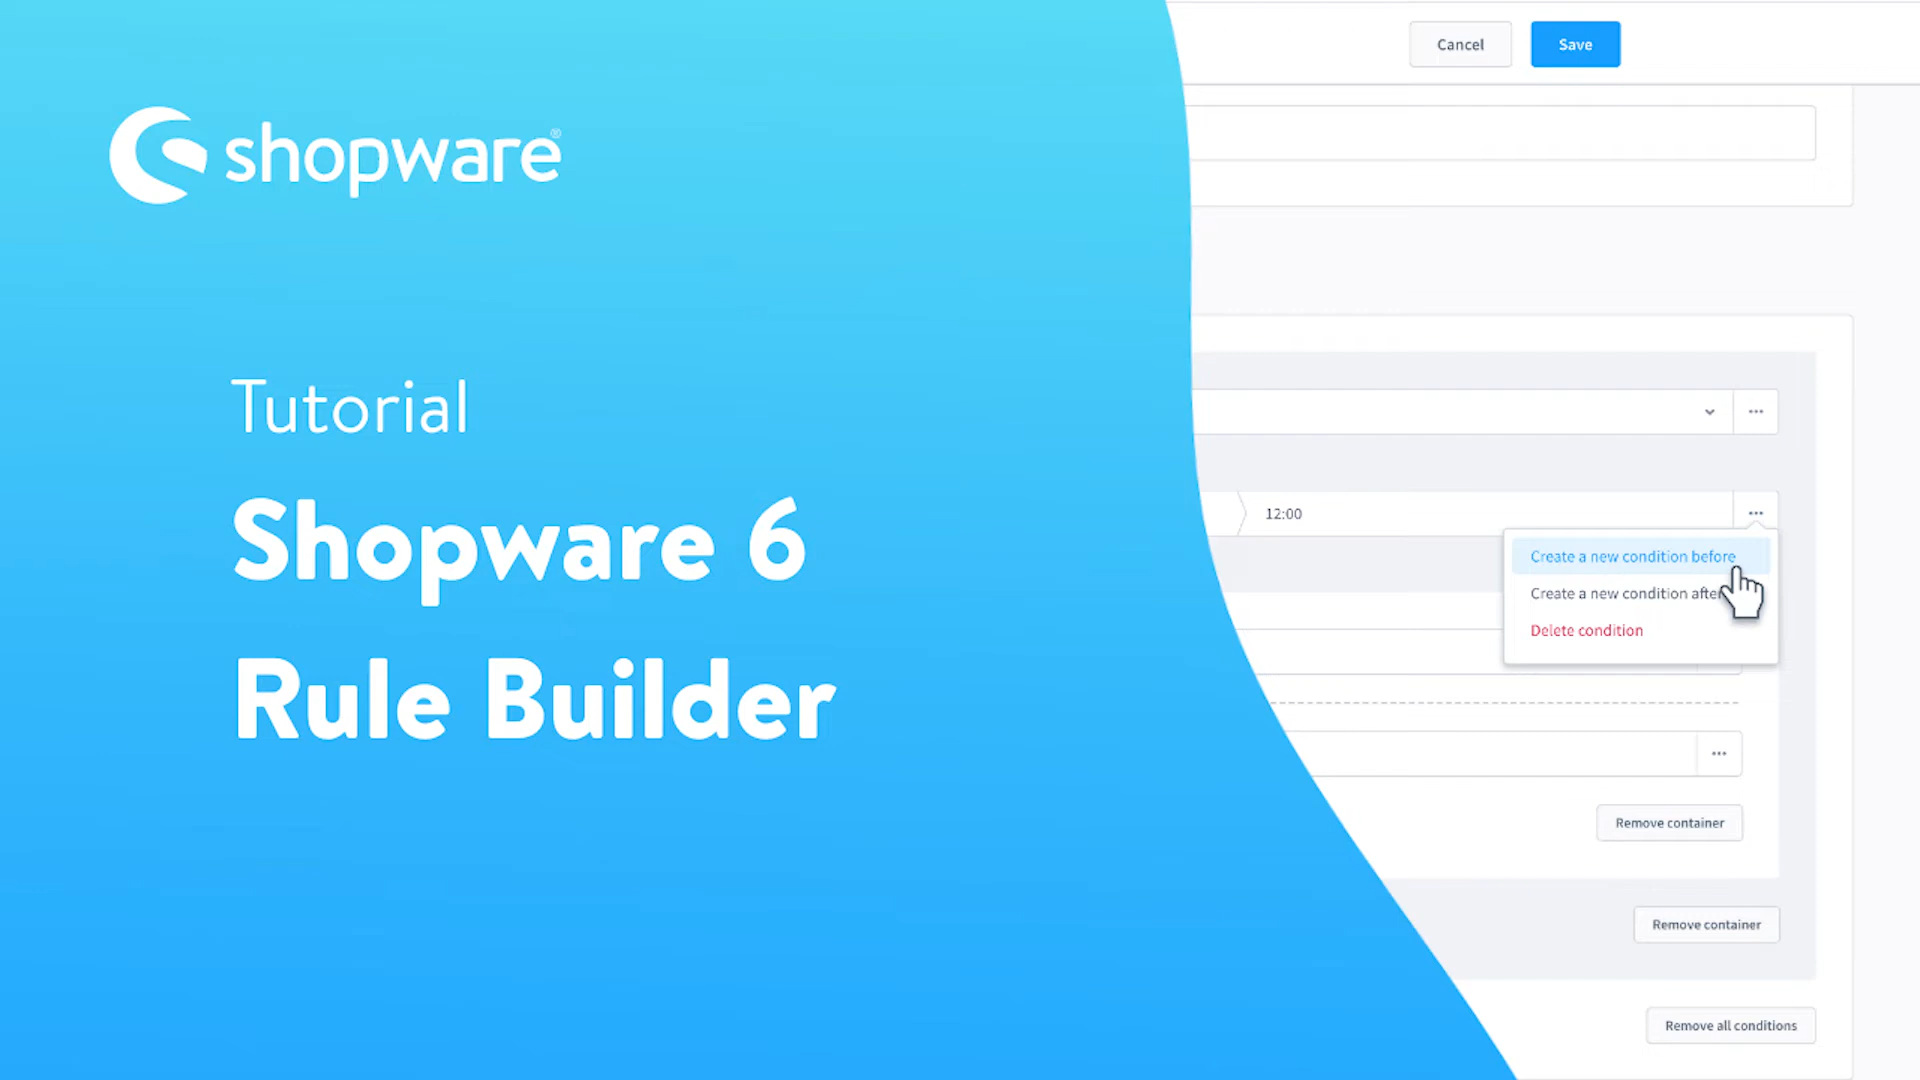 shopware®
Tutorial
Shopware 6
Rule Builder
Cancel
Save
12:00
Create a new condition before
Create a new condition after
Delete condition
Remove container
Remove container
Remove all conditions